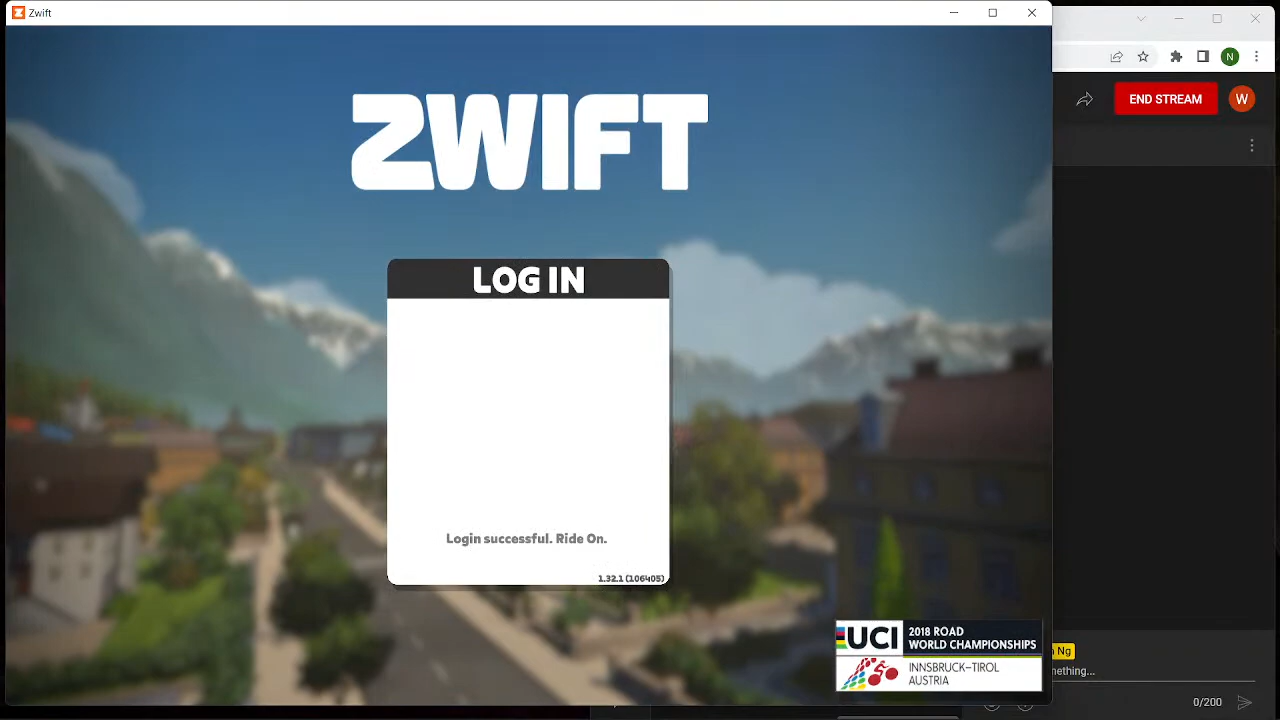 Zwift
ZWIFT
LOG IN
Login successful. Ride On.
1.32.1 (106405)
UCI
2018 ROAD
WORLD CHAMPIONSHIPS
INNSBRUCK-TIROL
AUSTRIA
N
END STREAM
W
Ng
0/200